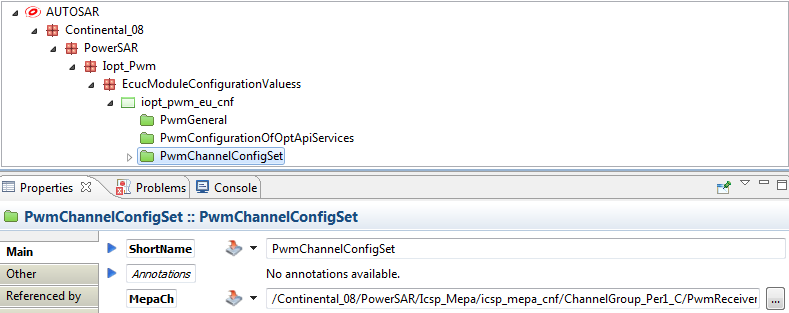 AUTOSAR
Continental_08
PowerSAR
Iopt_Pwm
EcucModuleConfigurationValuess
iopt_pwm_eu_cnf
PwmGeneral
PwmConfigurationOfOptApiServices
PwmChannelConfigSet
Properties Problems Console
PwmChannelConfigSet :: PwmChannelConfigSet
Main ShortName PwmChannelConfigSet
Other Annotations No annotations available.
Referenced by MepaCh /Continental_08/PowerSAR/Icsp_Mepa/icsp_mepa_cnf/ChannelGroup_Per1_C/PwmReceiver ...